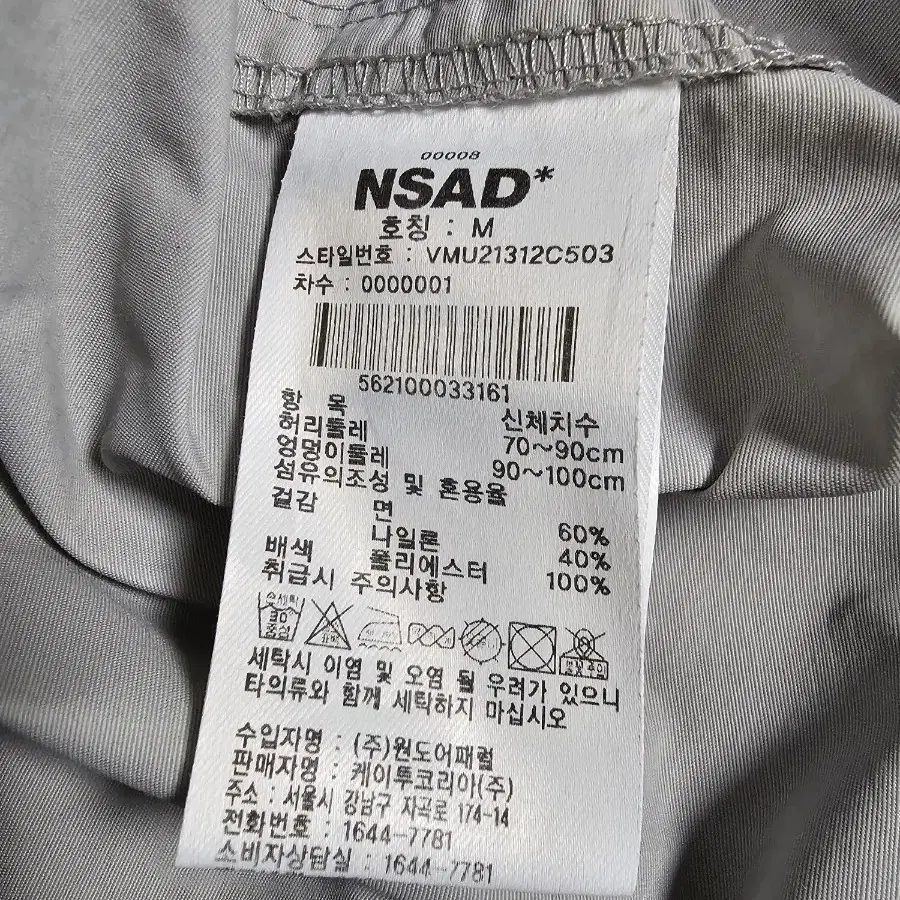 00008
NSAD*
호칭 : M
스타일번호 : VMU21312C503
차수 : 0000001
562100033161
항 목 신체치수
허리둘레 70~90cm
엉덩이둘레 90~100cm
섬유의조성 및 혼용율
겉감 면 60%
나일론 40%
배색 폴리에스터 100%
취급시 주의사항
손세탁
30°
중성
세탁시 이염 및 오염 될 우려가 있으니
타의류와 함께 세탁하지 마십시오
수입자명 : (주)원도어패럴
판매자명 : 케이투코리아(주)
주소 : 서울시 강남구 자곡로 174-14
전화번호 : 1644-7781
소비자상담실 : 1644-7781